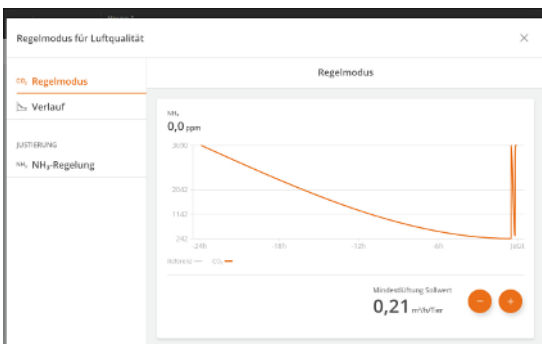 Regelmodus für Luftqualität
CO₂ Regelmodus
Verlauf
JUSTIERUNG
NH₃ NH₃-Regelung
Regelmodus
NH₃
0,0 ppm
2042
1142
242
-24h
-18h
-12h
-6h
Jetzt
Referenz
CO₂
Mindestlüftung Sollwert
0,21 m³/h/Tier